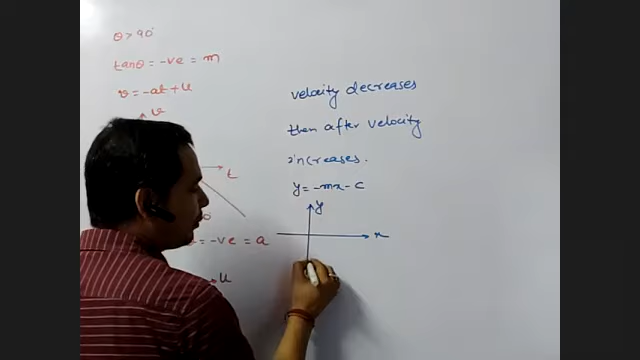 θ > 90°
tanθ = -ve = m
v = -at + u
v
t
= -ve = a
u
velocity decreases
then after velocity
increases.
y = -mx - c
y
x